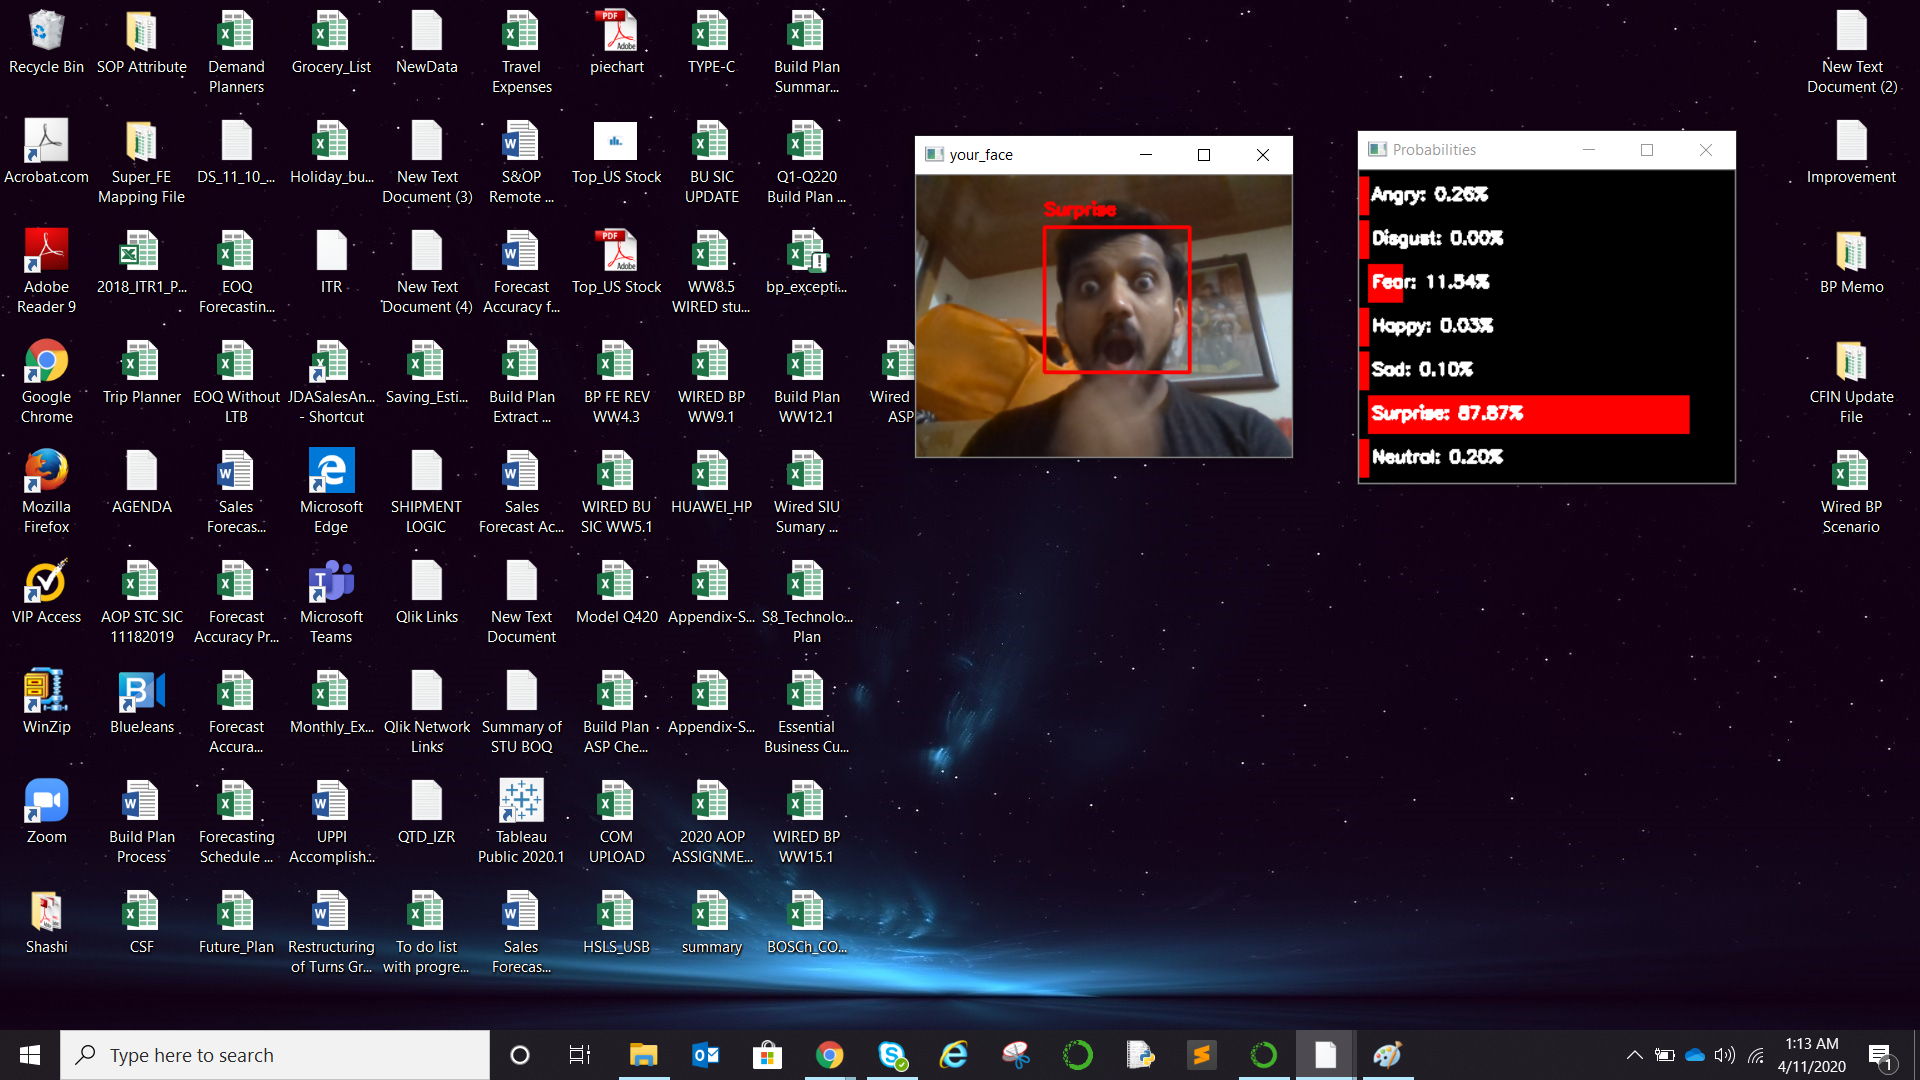 Recycle Bin
SOP Attribute
Demand
Planners
Grocery_List
NewData
Travel
Expenses
PDF
Adobe
piechart
TYPE-C
Build Plan
Summar...
New Text
Document (2)
Acrobat.com
Super_FE
Mapping File
DS_11_10_...
Holiday_bu...
New Text
Document (3)
S&OP
Remote ...
Top_US Stock
BU SIC
UPDATE
Q1-Q220
Build Plan ...
Improvement
Adobe
Reader 9
2018_ITR1_P...
EOQ
Forecastin...
ITR
New Text
Document (4)
Forecast
Accuracy f...
PDF
Adobe
Top_US Stock
WW8.5
WIRED stu...
bp_excepti...
BP Memo
Google
Chrome
Trip Planner
EOQ Without
LTB
JDASalesAn...
- Shortcut
Saving_Esti...
Build Plan
Extract ...
BP FE REV
WW4.3
WIRED BP
WW9.1
Build Plan
WW12.1
Wired
ASP
CFIN Update
File
Mozilla
Firefox
AGENDA
Sales
Forecas...
Microsoft
Edge
SHIPMENT
LOGIC
Sales
Forecast Ac...
WIRED BU
SIC WW5.1
HUAWEI_HP
Wired SIU
Sumary ...
Wired BP
Scenario
VIP Access
AOP STC SIC
11182019
Forecast
Accuracy Pr...
Microsoft
Teams
Qlik Links
New Text
Document
Model Q420
Appendix-S...
S8_Technolo...
Plan
WinZip
BlueJeans
Forecast
Accura...
Monthly_Ex...
Qlik Network
Links
Summary of
STU BOQ
Build Plan
ASP Che...
Appendix-S...
Essential
Business Cu...
Zoom
Build Plan
Process
Forecasting
Schedule ...
UPPI
Accomplish...
QTD_IZR
Tableau
Public 2020.1
COM
UPLOAD
2020 AOP
ASSIGNME...
WIRED BP
WW15.1
Shashi
CSF
Future_Plan
Restructuring
of Turns Gr...
To do list
with progre...
Sales
Forecas...
HSLS_USB
summary
BOSCh_CO...
your_face
Surprise
Probabilities
Angry: 0.26%
Disgust: 0.00%
Fear: 11.54%
Happy: 0.03%
Sad: 0.10%
Surprise: 87.87%
Neutral: 0.20%
Type here to search
1:13 AM
4/11/2020
1